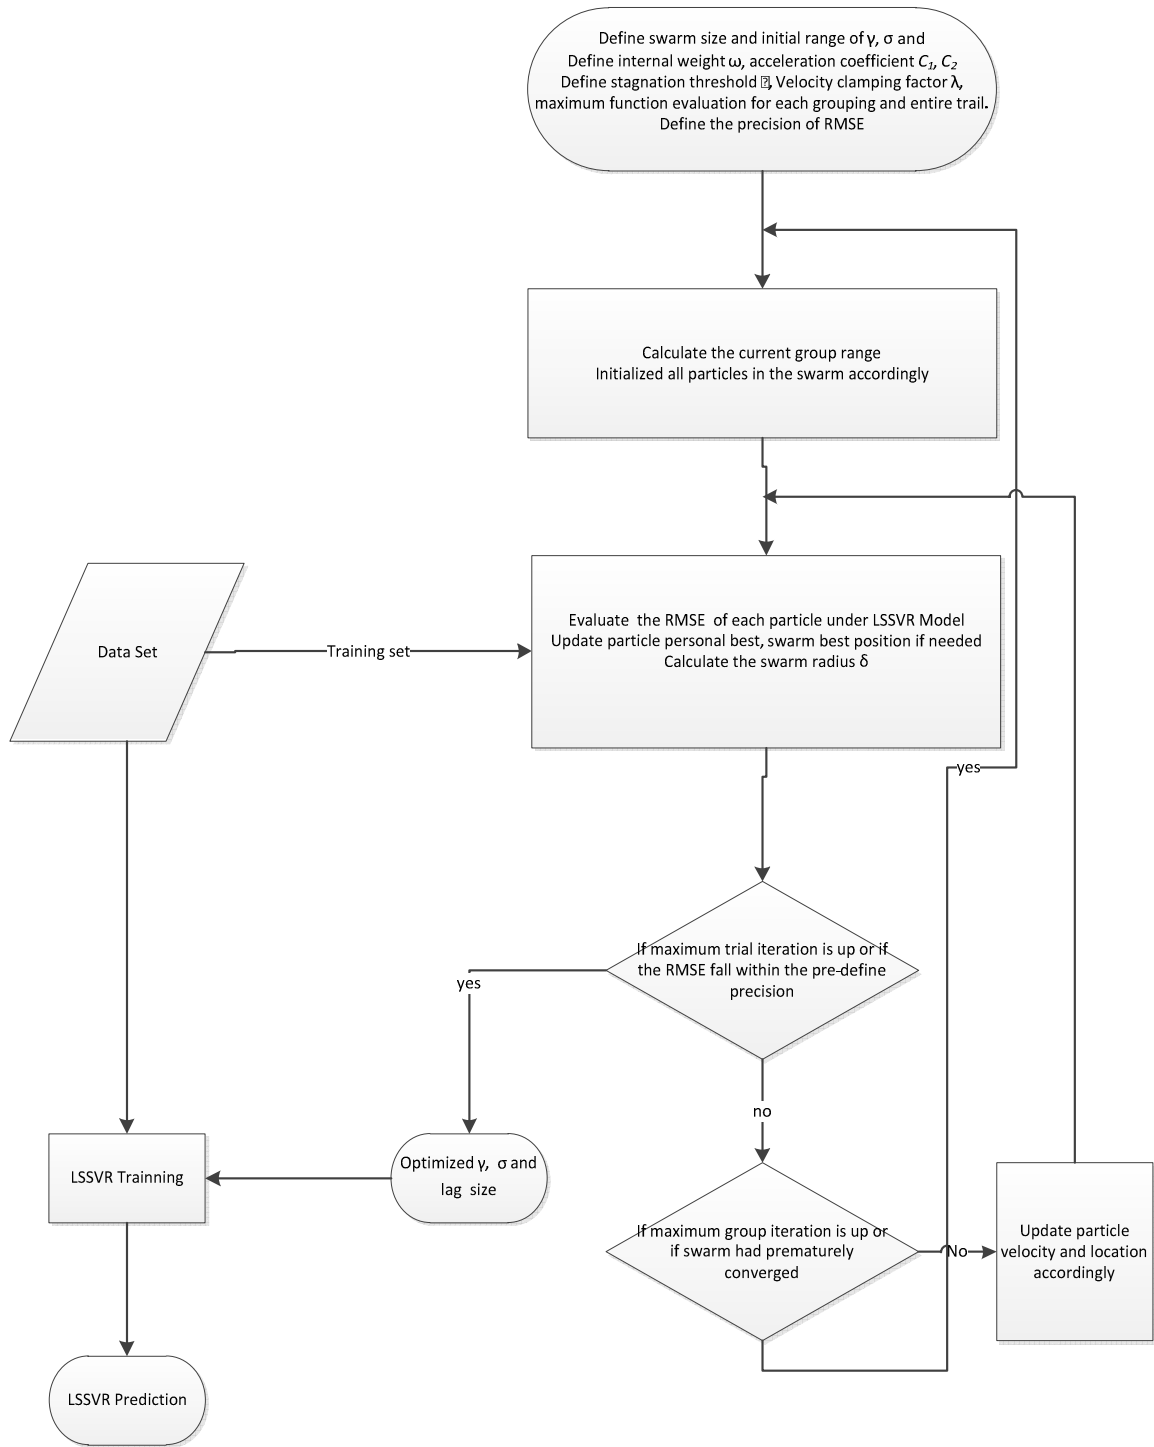 Define swarm size and initial range of γ, σ and
Define internal weight ω, acceleration coefficient C1, C2
Define stagnation threshold , Velocity clamping factor λ,
maximum function evaluation for each grouping and entire trail.
Define the precision of RMSE
Calculate the current group range
Initialized all particles in the swarm accordingly
Evaluate the RMSE of each particle under LSSVR Model
Update particle personal best, swarm best position if needed
Calculate the swarm radius δ
Data Set
Training set
yes
If maximum trial iteration is up or if
the RMSE fall within the pre-define
precision
yes
no
LSSVR Trainning
Optimized γ, σ and
lag size
If maximum group iteration is up or
if swarm had prematurely
converged
No
Update particle
velocity and location
accordingly
LSSVR Prediction